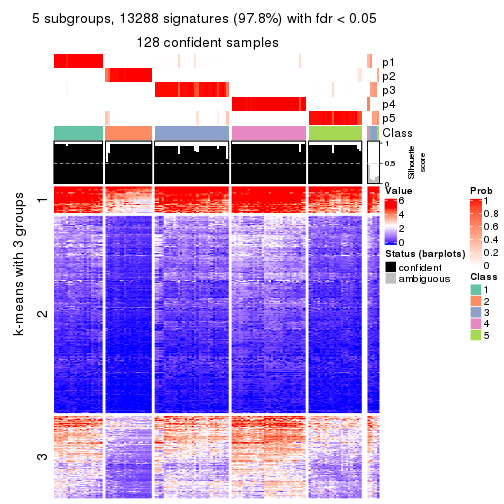 5 subgroups, 13288 signatures (97.8%) with fdr < 0.05
128 confident samples
p1
p2
p3
p4
p5
Class
1
0.5
0
Silhouette
score
k-means with 3 groups
1
2
3
Value
6
4
2
0
Status (barplots)
confident
ambiguous
Prob
1
0.8
0.6
0.4
0.2
0
Class
1
2
3
4
5